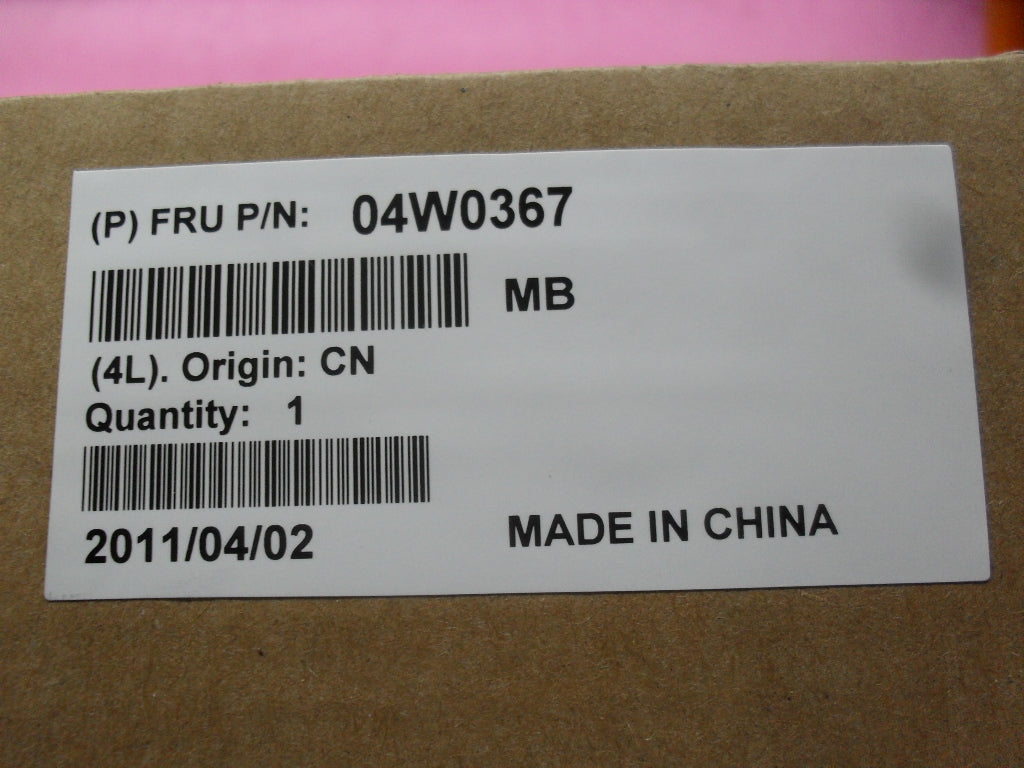 (P) FRU P/N: 04W0367
MB
(4L). Origin: CN
Quantity: 1
2011/04/02
MADE IN CHINA